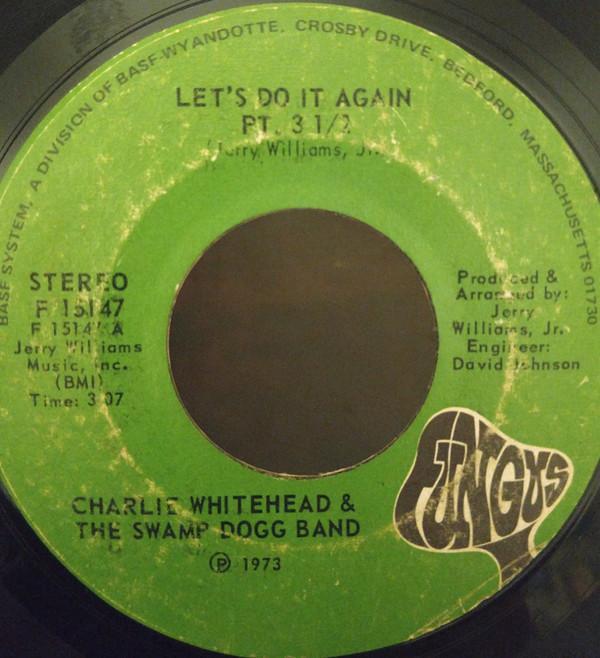 BASF SYSTEM, A DIVISION OF BASF-WYANDOTTE, CROSBY DRIVE, BEDFORD, MASSACHUSETTS 01730
LET'S DO IT AGAIN
PT. 3 1/2
(Jerry Williams, Jr.
STEREO
F 15147
F 15147 A
Jerry Williams
Music, Inc.
(BMI)
Time: 3:07
Produced &
Arranged by:
Jerry
Williams, Jr.
Engineer:
David Johnson
FUNGUS
CHARLIE WHITEHEAD &
THE SWAMP DOGG BAND
℗ 1973